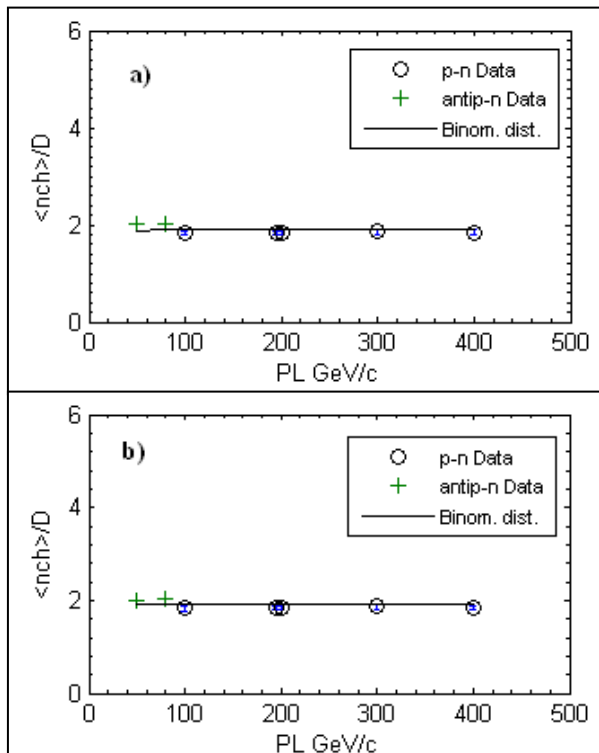 6
a)
p-n Data
antip-n Data
Binom. dist.
4
<nch>/D
2
0
0 100 200 300 400 500
PL GeV/c
6
b)
p-n Data
antip-n Data
Binom. dist.
4
<nch>/D
2
0
0 100 200 300 400 500
PL GeV/c